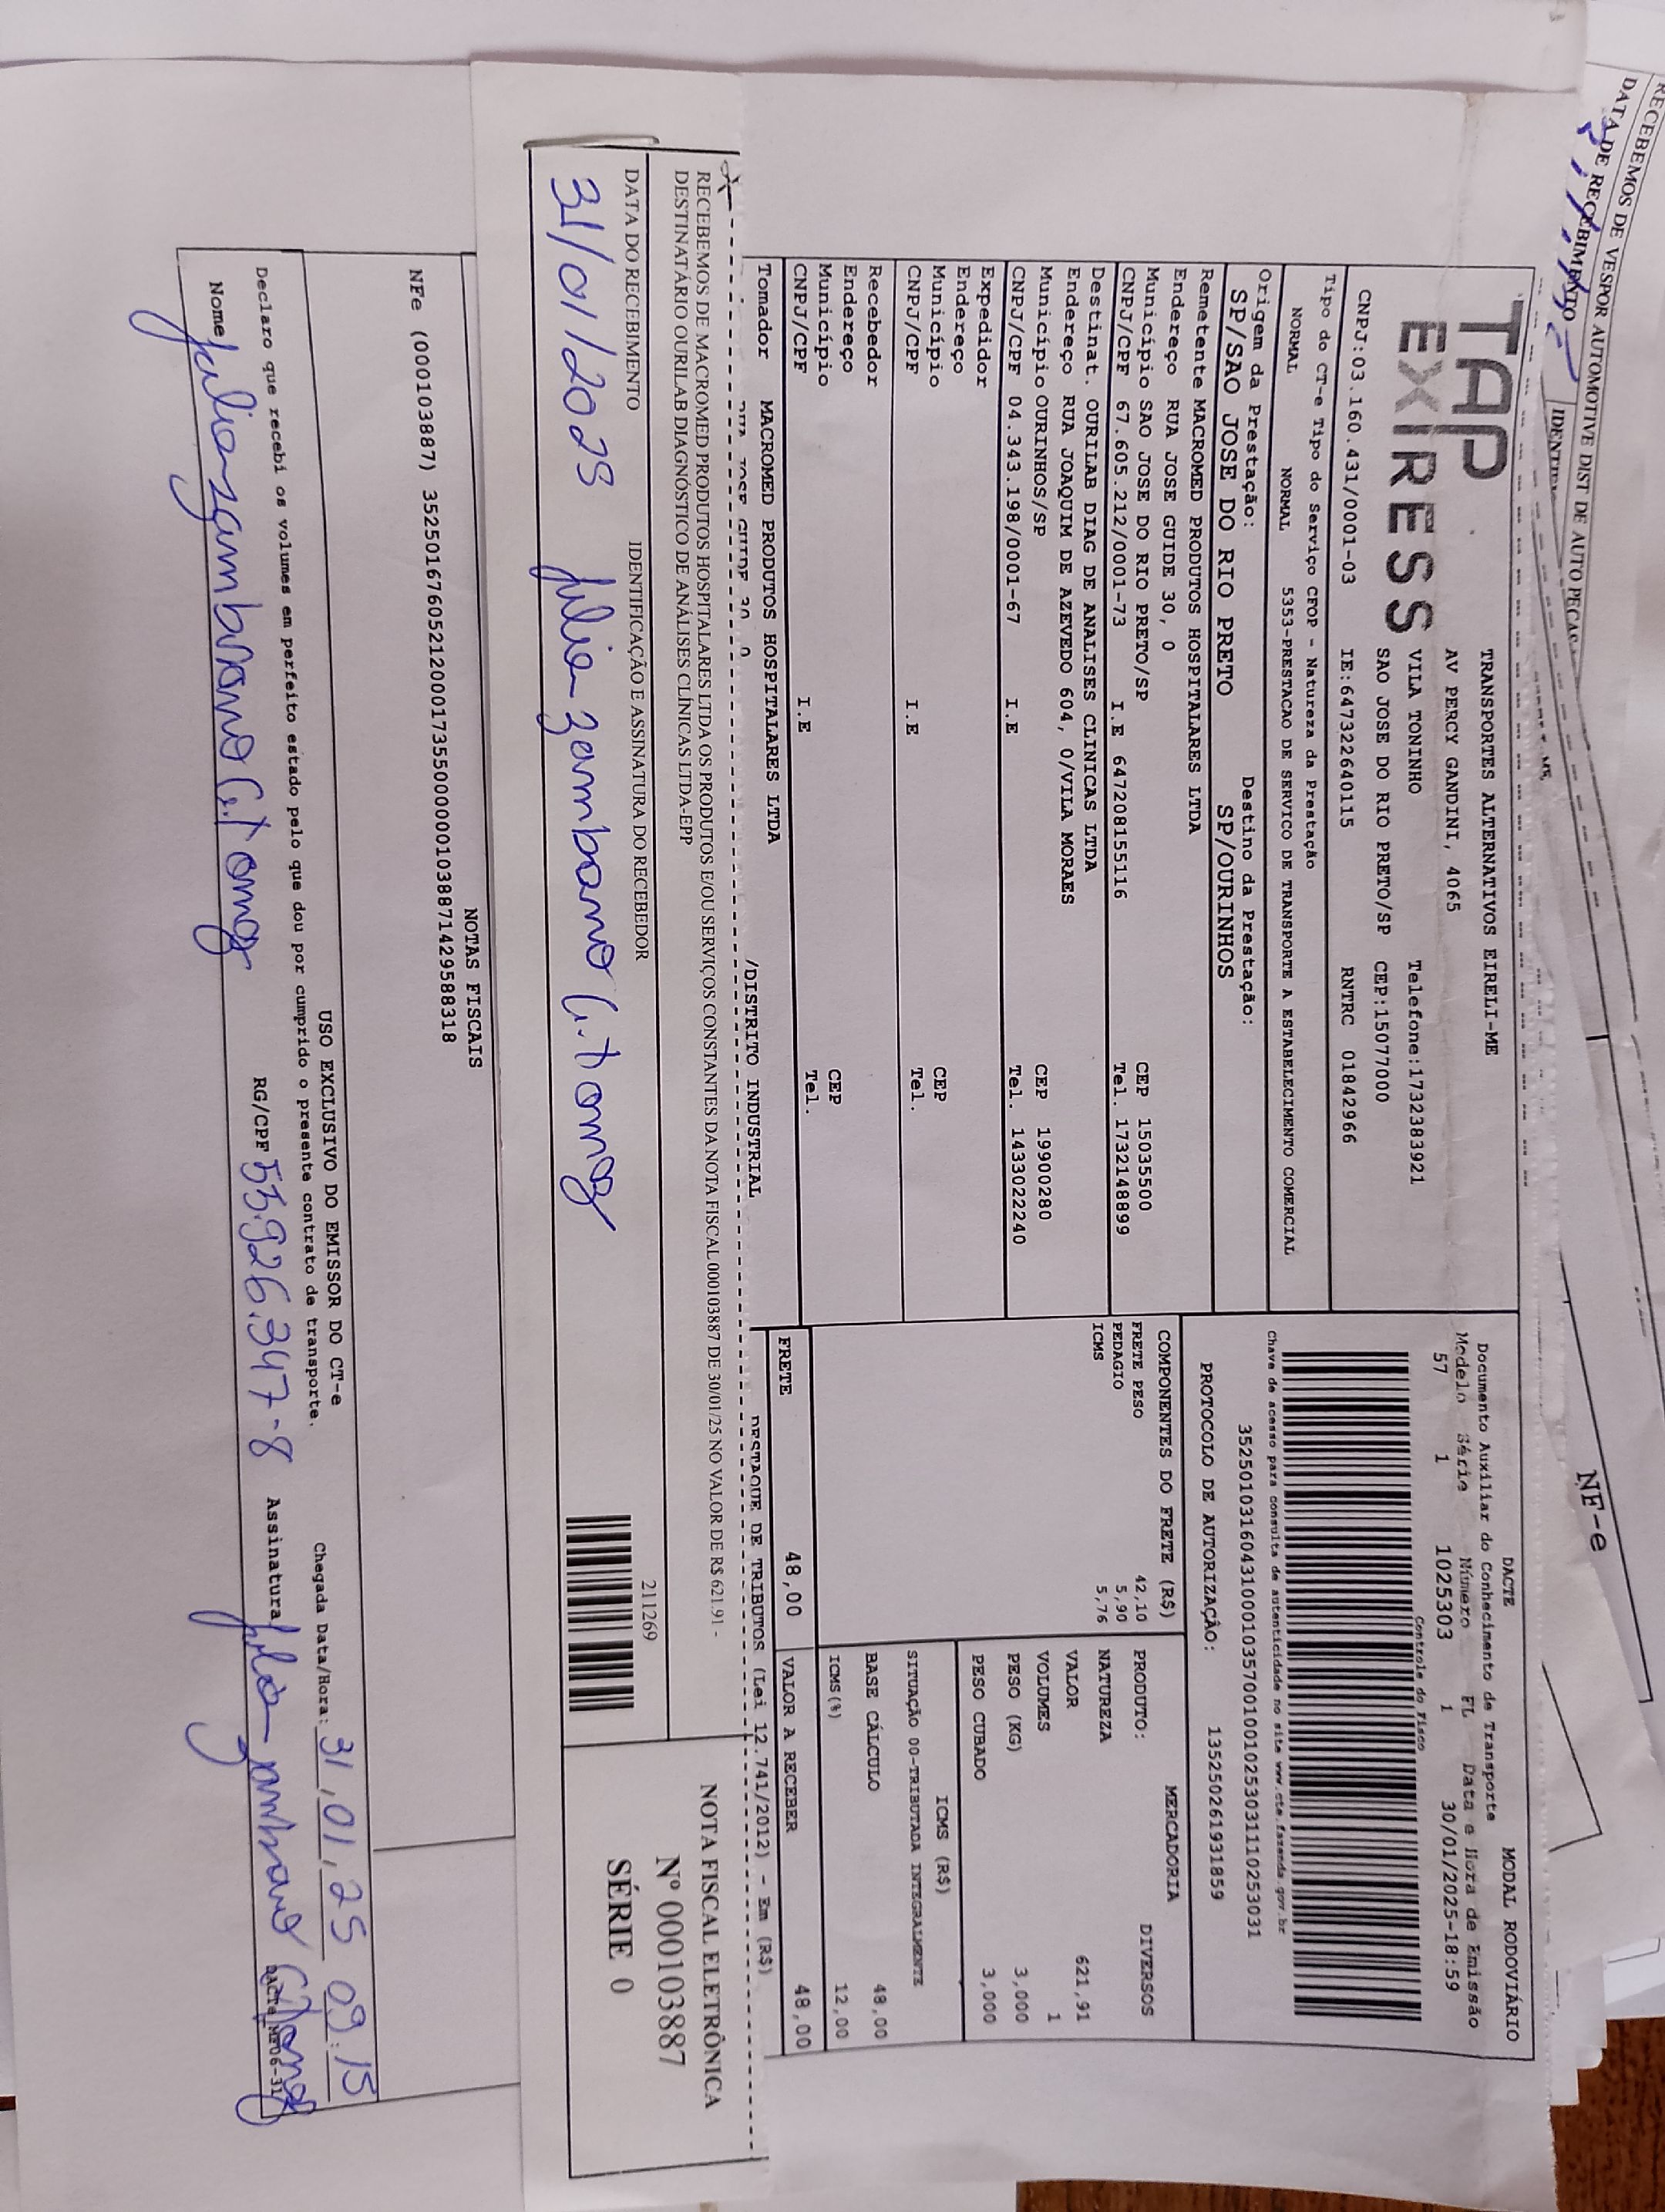 RECEBEMOS DE VESPOR AUTOMOTIVE DIST DE AUTO PECAS
DATA DE RECEBIMENTO
NF-e
TAP
EXPRESS
TRANSPORTES ALTERNATIVOS EIRELI-ME
AV PERCY GANDINI, 4065
VILA TONINHO Telefone:1732383921
SAO JOSE DO RIO PRETO/SP CEP:15077000
CNPJ:03.160.431/0001-03 IE:647322640115 RNTRC 01842966
Tipo do CT-e Tipo do Serviço CFOP - Natureza da Prestação
NORMAL NORMAL 5353-PRESTACAO DE SERVICO DE TRANSPORTE A ESTABELECIMENTO COMERCIAL
Origem da Prestação: Destino da Prestação:
SP/SAO JOSE DO RIO PRETO SP/OURINHOS
Remetente MACROMED PRODUTOS HOSPITALARES LTDA
Endereço RUA JOSE GUIDE 30, 0
Município SAO JOSE DO RIO PRETO/SP CEP 15035500
CNPJ/CPF 67.605.212/0001-73 I.E 647208155116 Tel. 1732148899
Destinat. OURILAB DIAG DE ANALISES CLINICAS LTDA
Endereço RUA JOAQUIM DE AZEVEDO 604, 0/VILA MORAES
Município OURINHOS/SP CEP 19900280
CNPJ/CPF 04.343.198/0001-67 I.E Tel. 1433022240
Expedidor
Endereço
Município CEP
CNPJ/CPF I.E Tel.
Recebedor
Endereço
Município CEP
CNPJ/CPF I.E Tel.
Tomador MACROMED PRODUTOS HOSPITALARES LTDA
RUA JOSE GUIDE 30, 0 /DISTRITO INDUSTRIAL
DACTE MODAL RODOVIÁRIO
Documento Auxiliar do Conhecimento de Transporte
Modelo Série Número FL Data e Hora de Emissão
57 1 1025303 1 30/01/2025-18:59
Controle do Fisco
Chave de acesso para consulta de autenticidade no site www.cte.fazenda.gov.br
35250103160431000103570010010253031110253031
PROTOCOLO DE AUTORIZAÇÃO: 135250261931859
COMPONENTES DO FRETE (R$)
FRETE PESO 42,10
PEDAGIO 5,90
ICMS 5,76
MERCADORIA
PRODUTO: DIVERSOS
NATUREZA
VALOR 621,91
VOLUMES 1
PESO (KG) 3,000
PESO CUBADO 3,000
ICMS (R$)
SITUAÇÃO 00-TRIBUTADA INTEGRALMENTE
BASE CÁLCULO 48,00
ICMS(%) 12,00
FRETE 48,00 VALOR A RECEBER 48,00
DESTAQUE DE TRIBUTOS (Lei 12.741/2012) - Em (R$)
RECEBEMOS DE MACROMED PRODUTOS HOSPITALARES LTDA OS PRODUTOS E/OU SERVIÇOS CONSTANTES DA NOTA FISCAL 000103887 DE 30/01/25 NO VALOR DE R$ 621.91 -
DESTINATÁRIO OURILAB DIAGNÓSTICO DE ANÁLISES CLÍNICAS LTDA-EPP
DATA DO RECEBIMENTO IDENTIFICAÇÃO E ASSINATURA DO RECEBEDOR 211269
31/01/2025 Julia Zambano
NOTA FISCAL ELETRÔNICA
Nº 000103887
SÉRIE 0
NOTAS FISCAIS
NFe (000103887) 35250167605212000173550000001038871429588318
USO EXCLUSIVO DO EMISSOR DO CT-e
Declaro que recebi os volumes em perfeito estado pelo que dou por cumprido o presente contrato de transporte.
Chegada Data/Hora: 31/01/25 09:15
Nome Julia Zambano RG/CPF 55.926.347-8 Assinatura Julia